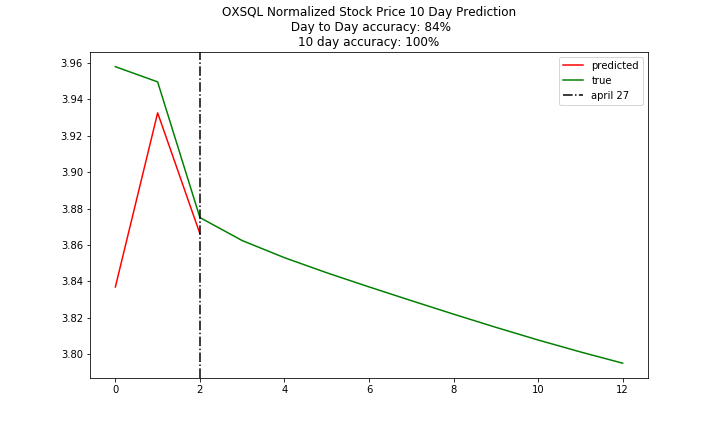 OXSQL Normalized Stock Price 10 Day Prediction
Day to Day accuracy: 84%
10 day accuracy: 100%
predicted
true
april 27
3.96
3.94
3.92
3.90
3.88
3.86
3.84
3.82
3.80
0 2 4 6 8 10 12